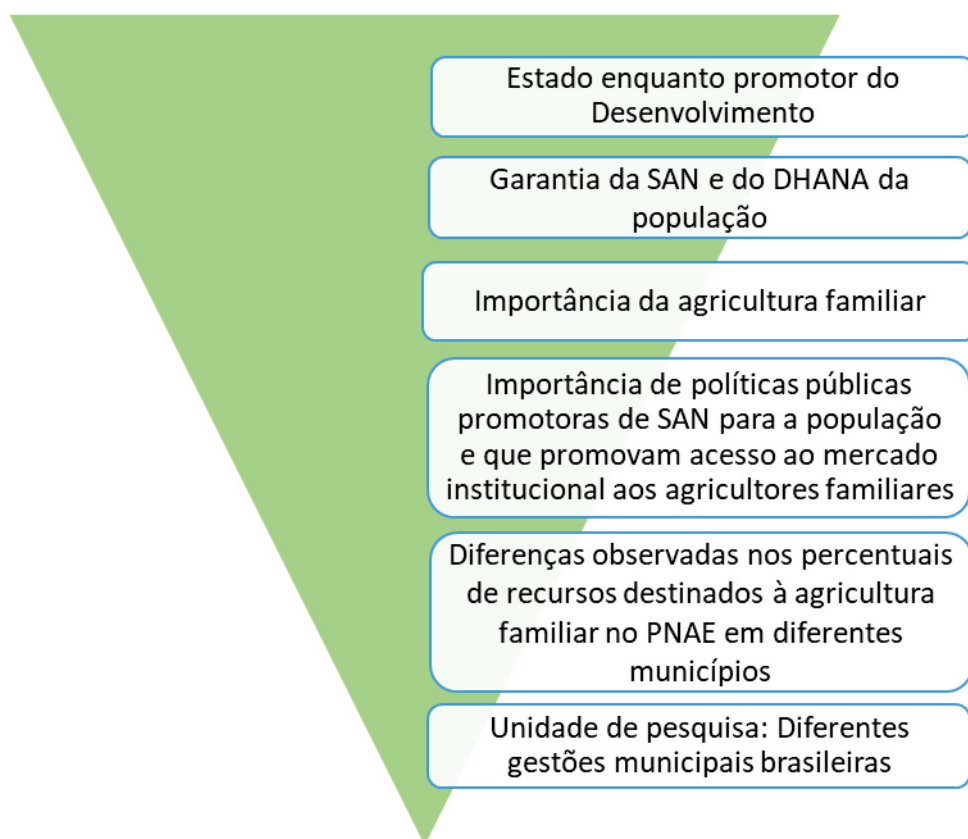 Estado enquanto promotor do
Desenvolvimento
Garantia da SAN e do DHANA da
população
Importância da agricultura familiar
Importância de políticas públicas
promotoras de SAN para a população
e que promovam acesso ao mercado
institucional aos agricultores familiares
Diferenças observadas nos percentuais
de recursos destinados à agricultura
familiar no PNAE em diferentes
municípios
Unidade de pesquisa: Diferentes
gestões municipais brasileiras